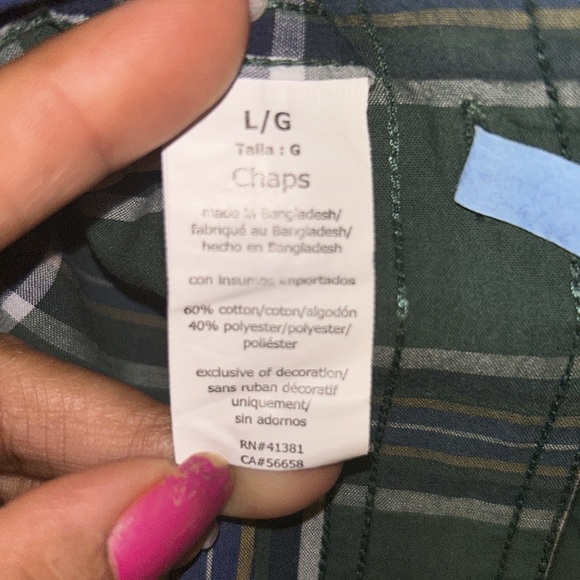 L/G
Talla : G
Chaps
made in Bangladesh/
fabriqué au Bangladesh/
hecho en Bangladesh
con insumos importados
60% cotton/coton/algodón
40% polyester/polyester/
poliéster
exclusive of decoration/
sans ruban décoratif
uniquement/
sin adornos
RN#41381
CA#56658